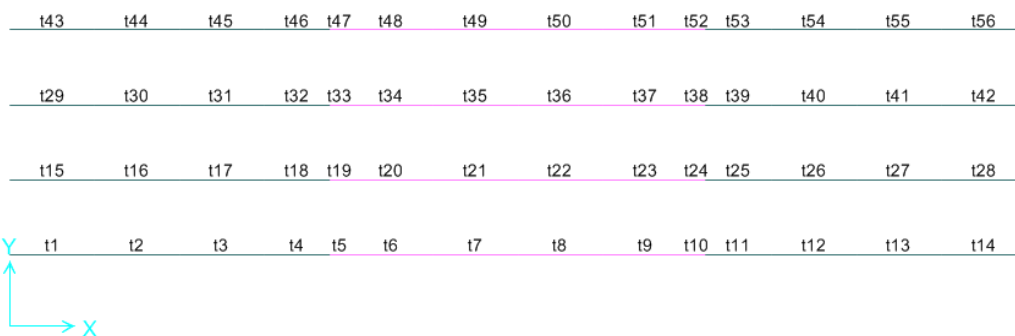 t43 t44 t45 t46 t47 t48 t49 t50 t51 t52 t53 t54 t55 t56
t29 t30 t31 t32 t33 t34 t35 t36 t37 t38 t39 t40 t41 t42
t15 t16 t17 t18 t19 t20 t21 t22 t23 t24 t25 t26 t27 t28
Y t1 t2 t3 t4 t5 t6 t7 t8 t9 t10 t11 t12 t13 t14
X